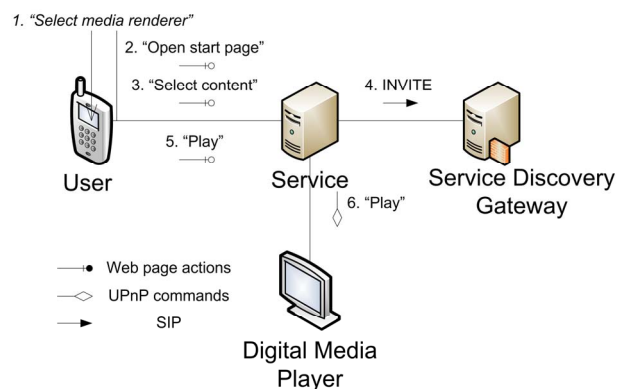 1. “Select media renderer”
2. “Open start page”
3. “Select content”
4. INVITE
5. “Play”
User
Service
Service Discovery
Gateway
6. “Play”
Web page actions
UPnP commands
SIP
Digital Media
Player